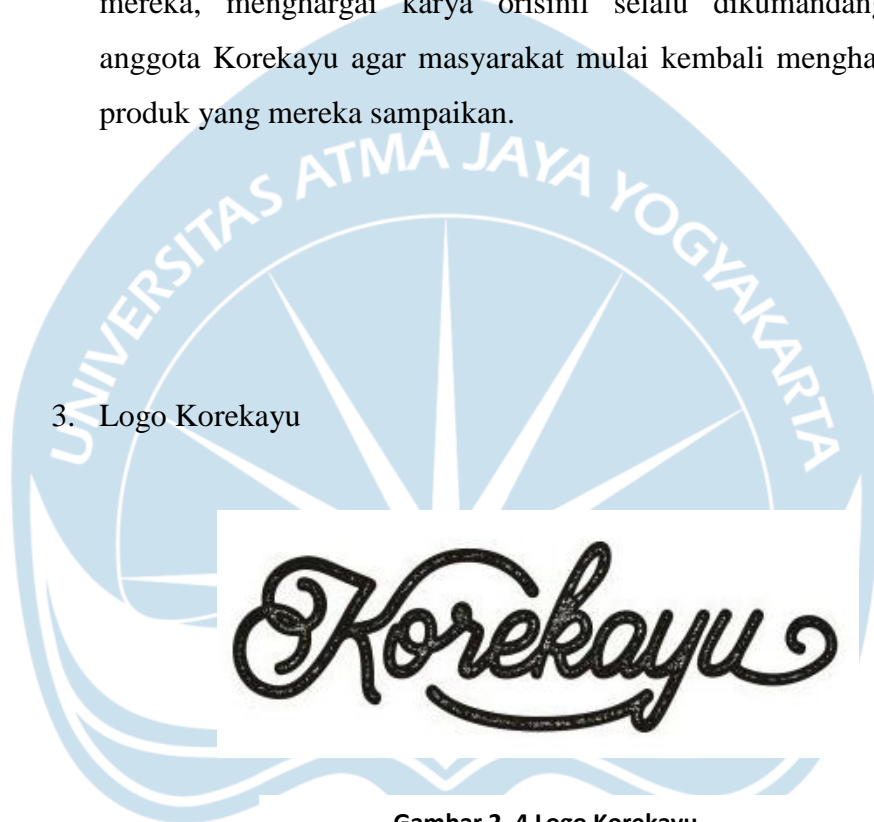 mereka, menghargai karya orisinil selalu dikumandang
anggota Korekayu agar masyarakat mulai kembali mengha
produk yang mereka sampaikan.
UNIVERSITAS ATMA JAYA YOGYAKARTA
3. Logo Korekayu
Korekayu
Gambar 2. 4 Logo Korekayu